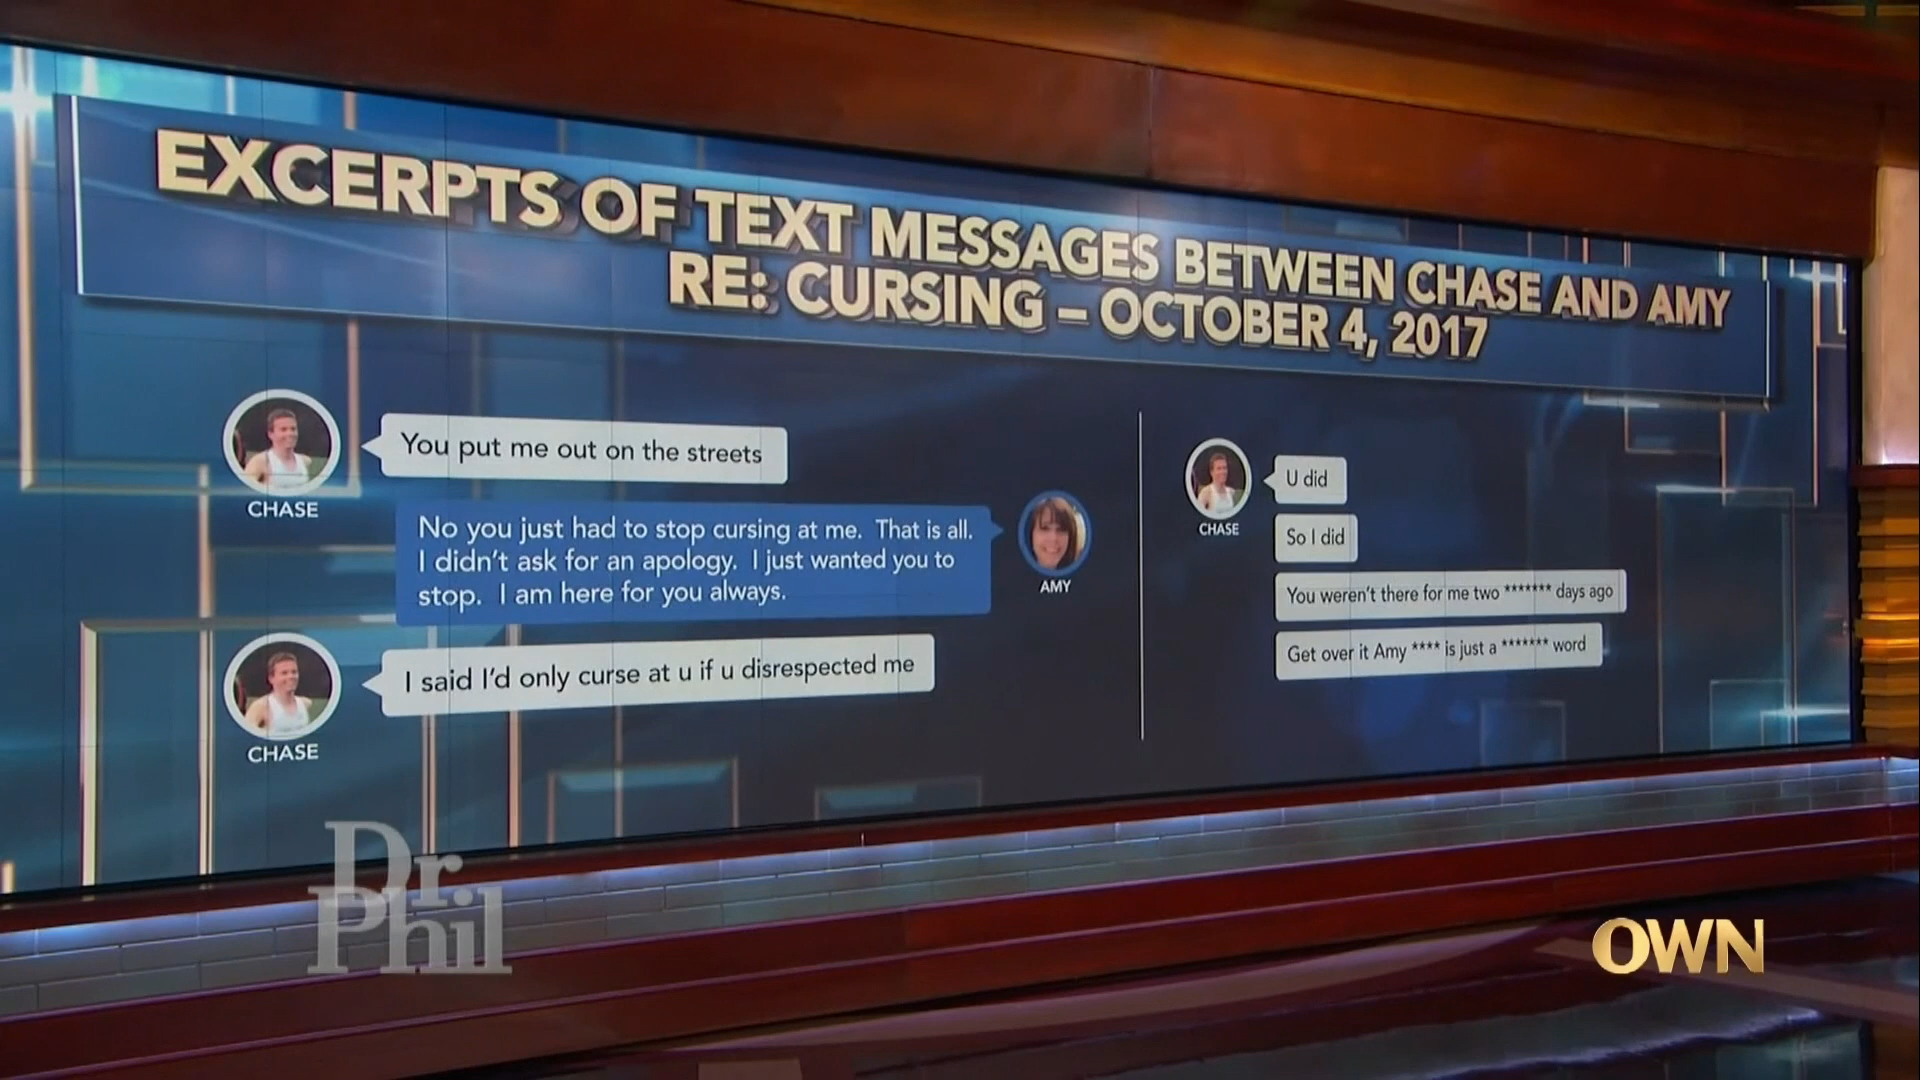 EXCERPTS OF TEXT MESSAGES BETWEEN CHASE AND AMY
RE: CURSING – OCTOBER 4, 2017
You put me out on the streets
CHASE
No you just had to stop cursing at me. That is all.
I didn't ask for an apology. I just wanted you to
stop. I am here for you always.
AMY
I said I'd only curse at u if u disrespected me
CHASE
U did
CHASE
So I did
You weren't there for me two ******* days ago
Get over it Amy **** is just a ******* word
Dr.
Phil
OWN